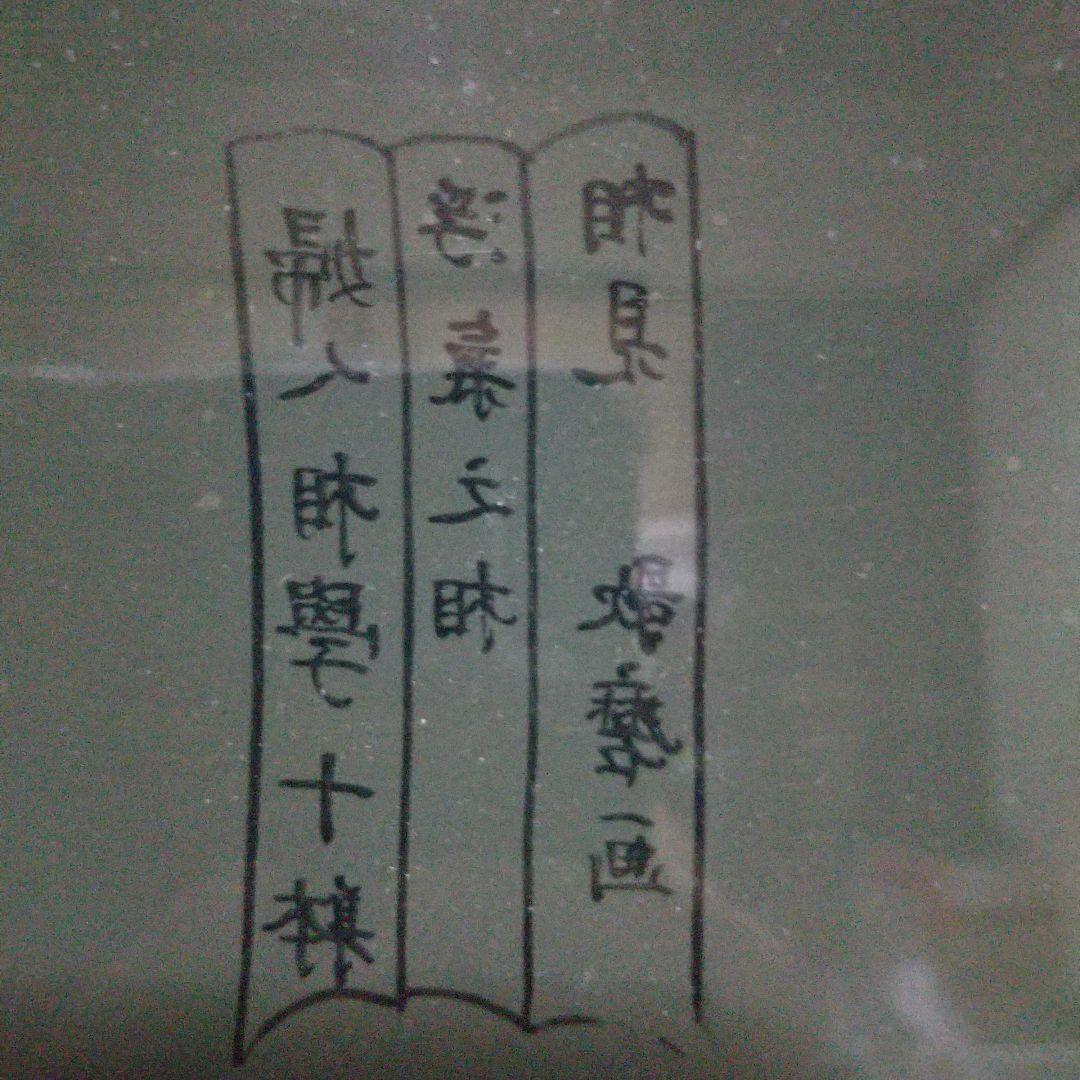 婦人相學十躰
浮氣之相
相見 歌麿画